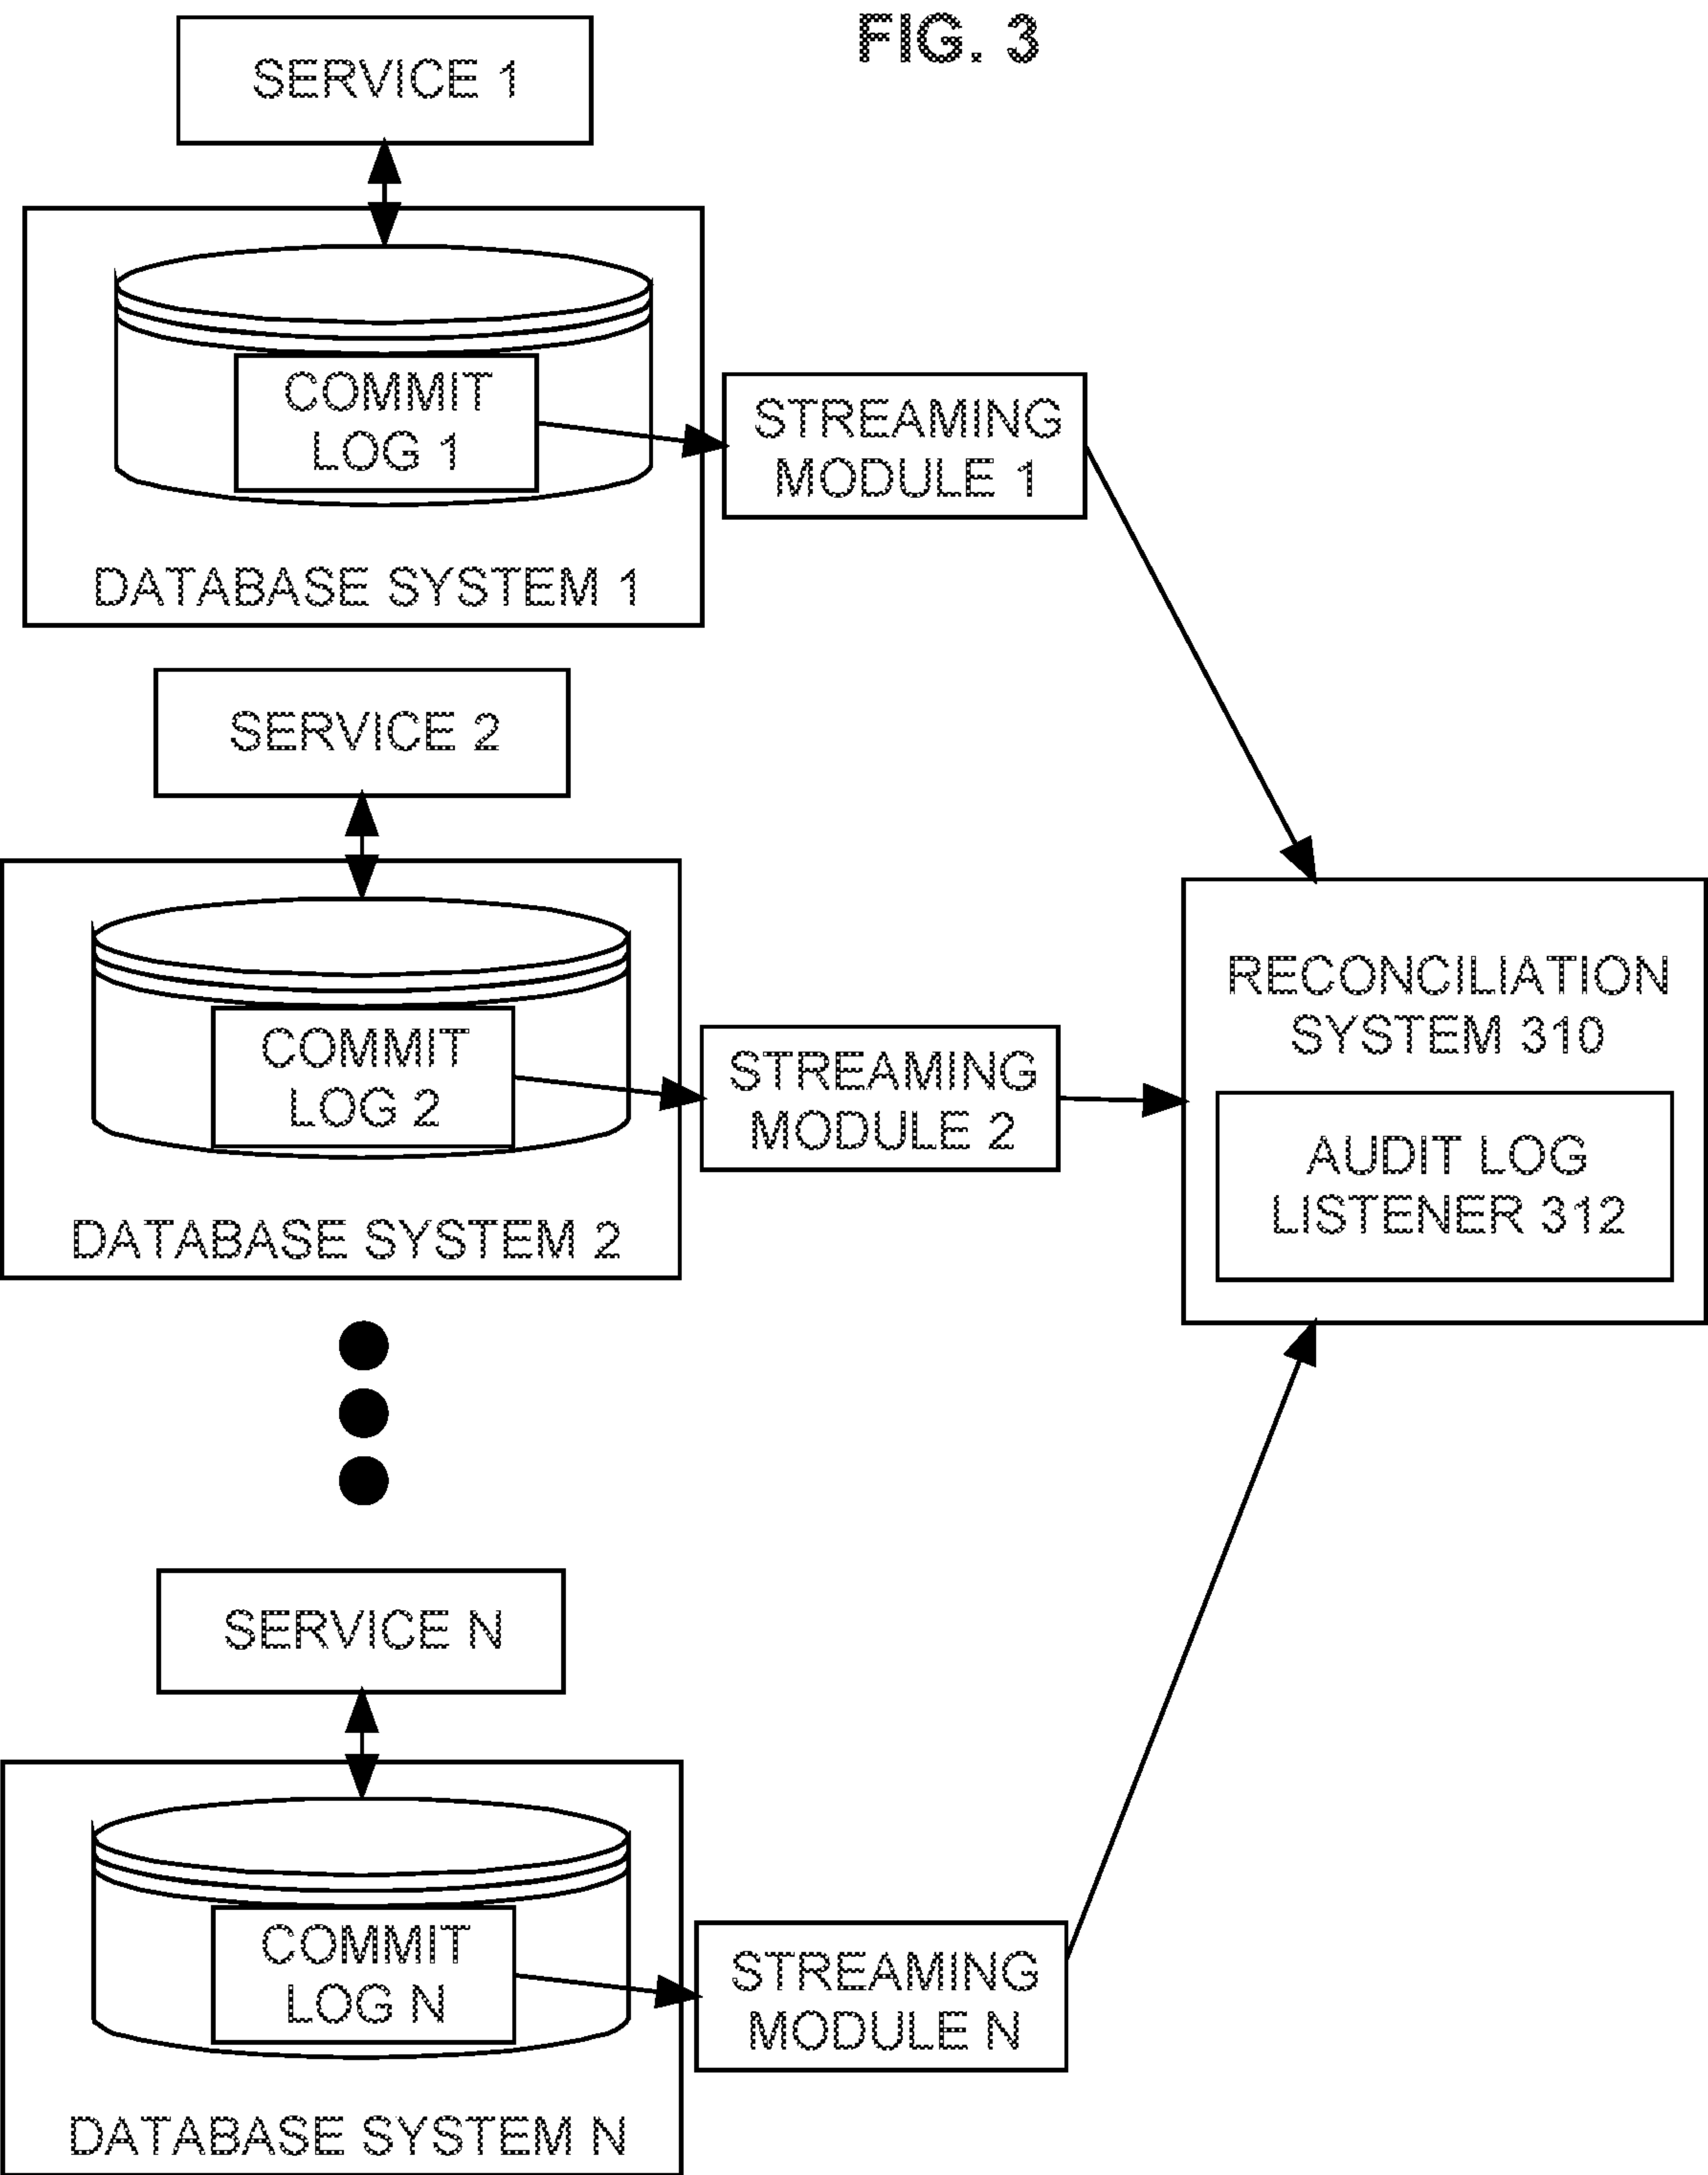 FIG. 3
SERVICE 1
COMMIT
LOG 1
STREAMING
MODULE 1
DATABASE SYSTEM 1
SERVICE 2
COMMIT
LOG 2
STREAMING
MODULE 2
DATABASE SYSTEM 2
RECONCILIATION
SYSTEM 310
AUDIT LOG
LISTENER 312
SERVICE N
COMMIT
LOG N
STREAMING
MODULE N
DATABASE SYSTEM N